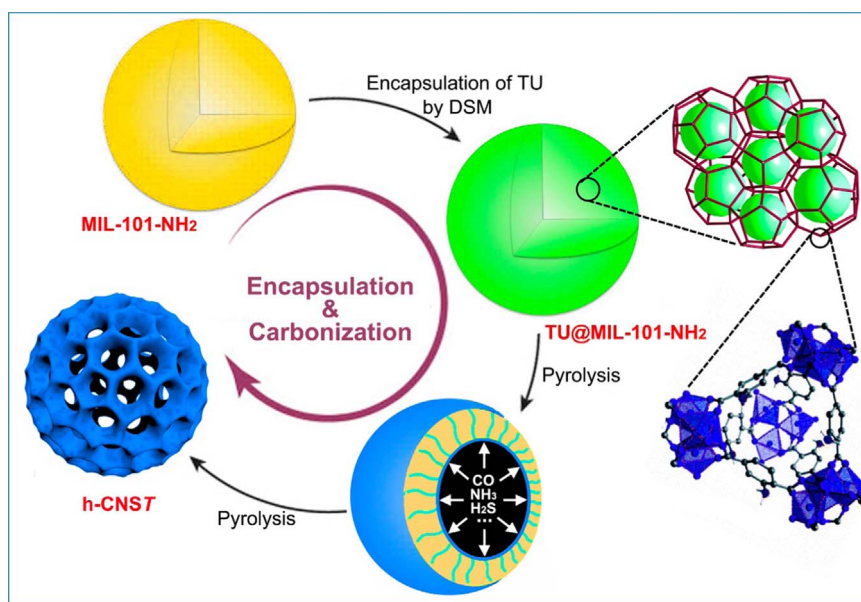 Encapsulation of TU
by DSM
MIL-101-NH₂
Encapsulation
&
Carbonization
TU@MIL-101-NH₂
Pyrolysis
CO
NH₃
H₂S
...
Pyrolysis
h-CNST